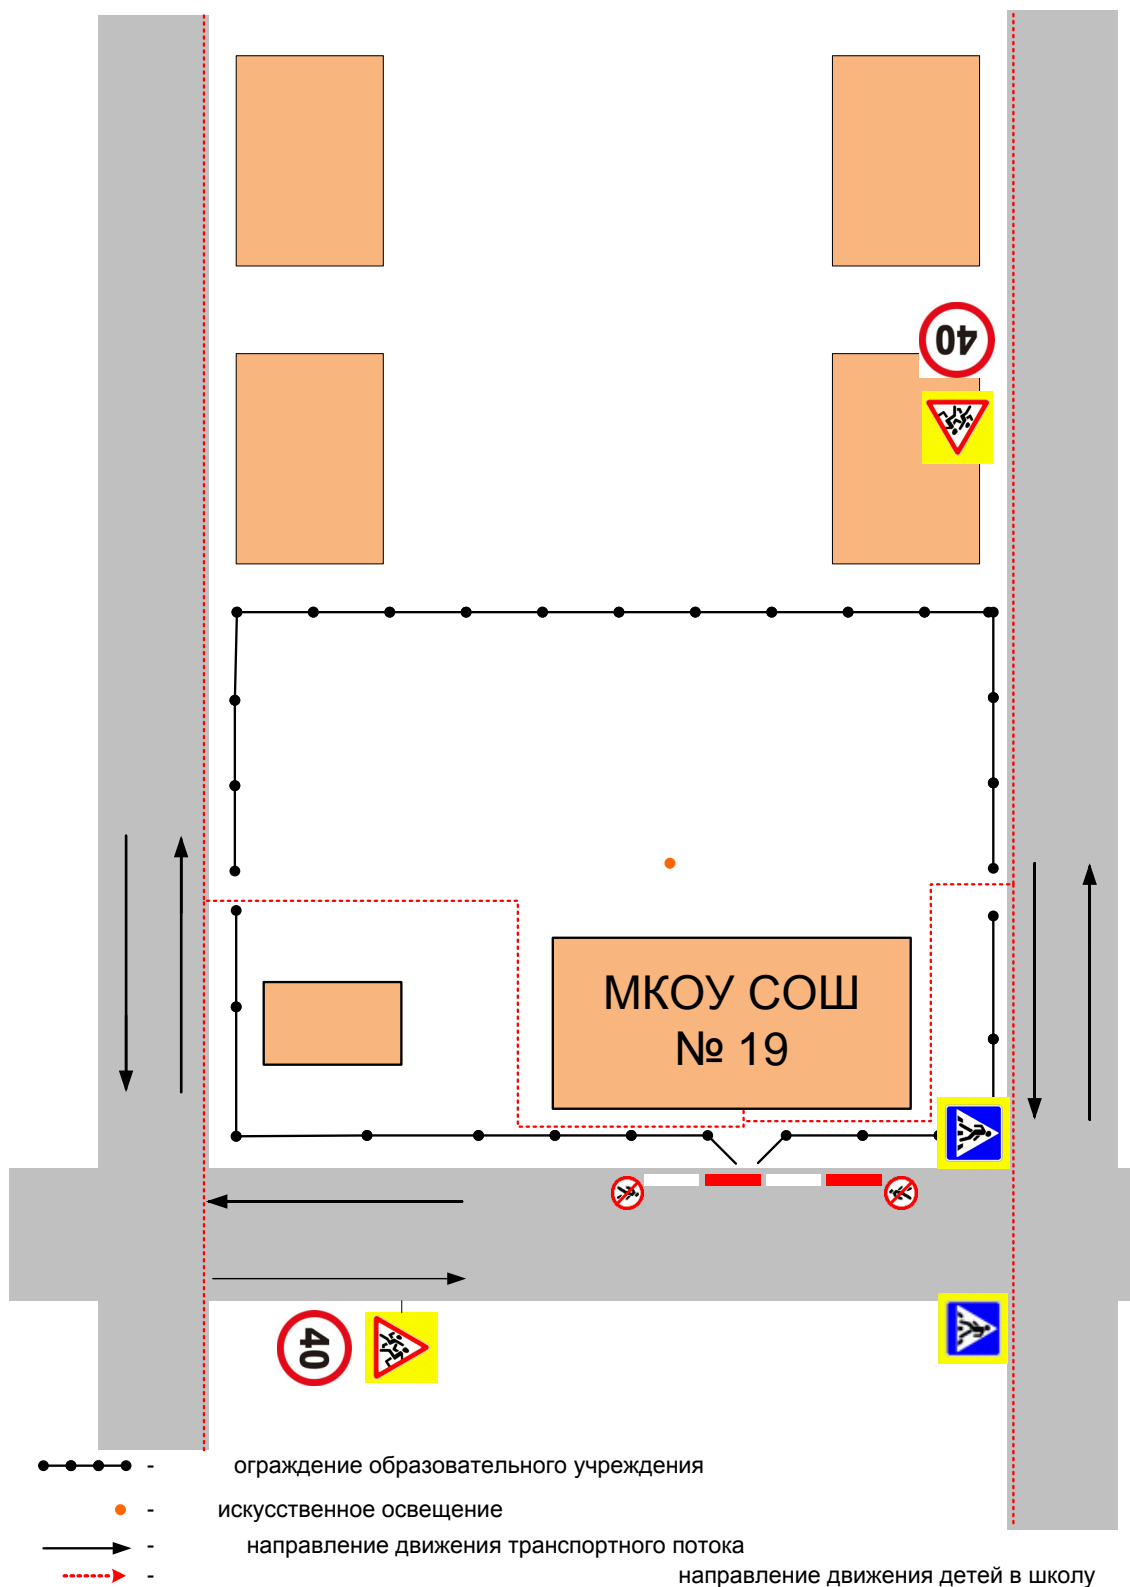 40
МКОУ СОШ
№ 19
40
- ограждение образовательного учреждения
- искусственное освещение
- направление движения транспортного потока
- направление движения детей в школу